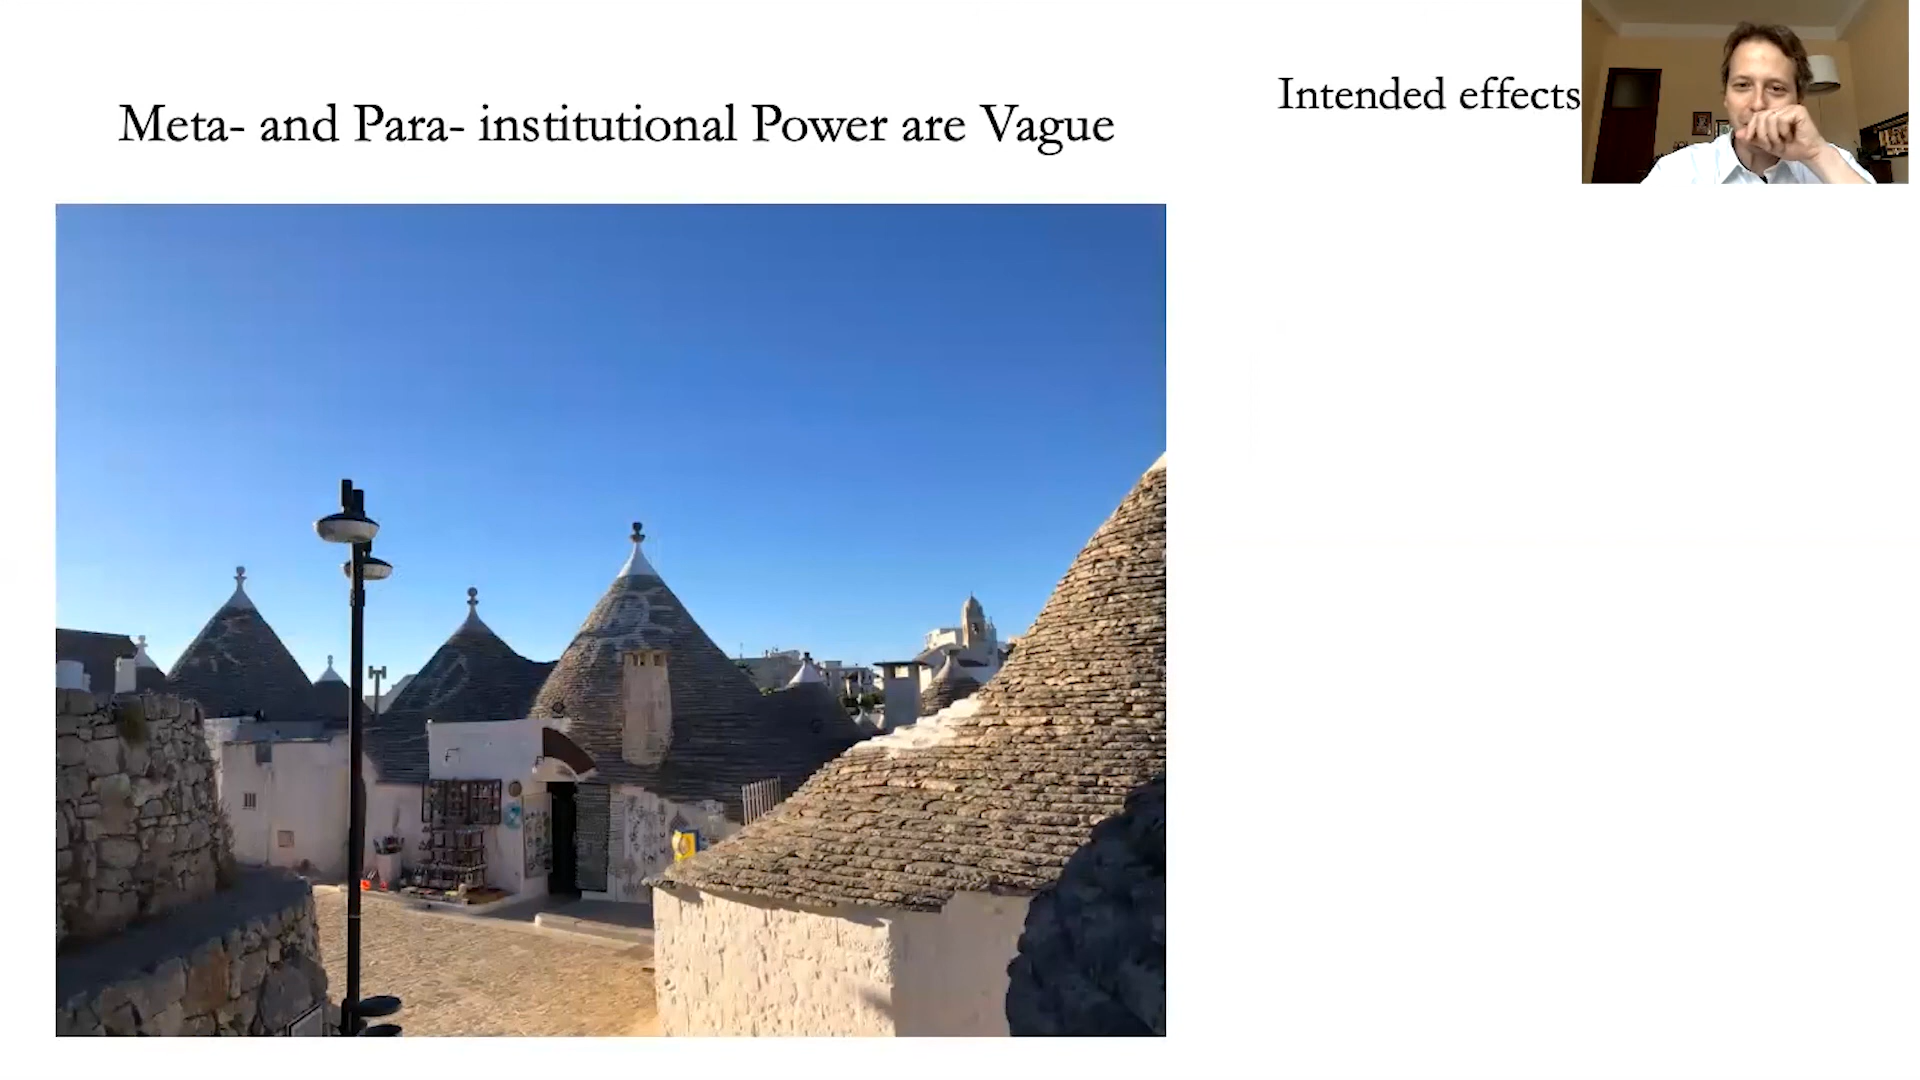 Meta- and Para- institutional Power are Vague
Intended effects